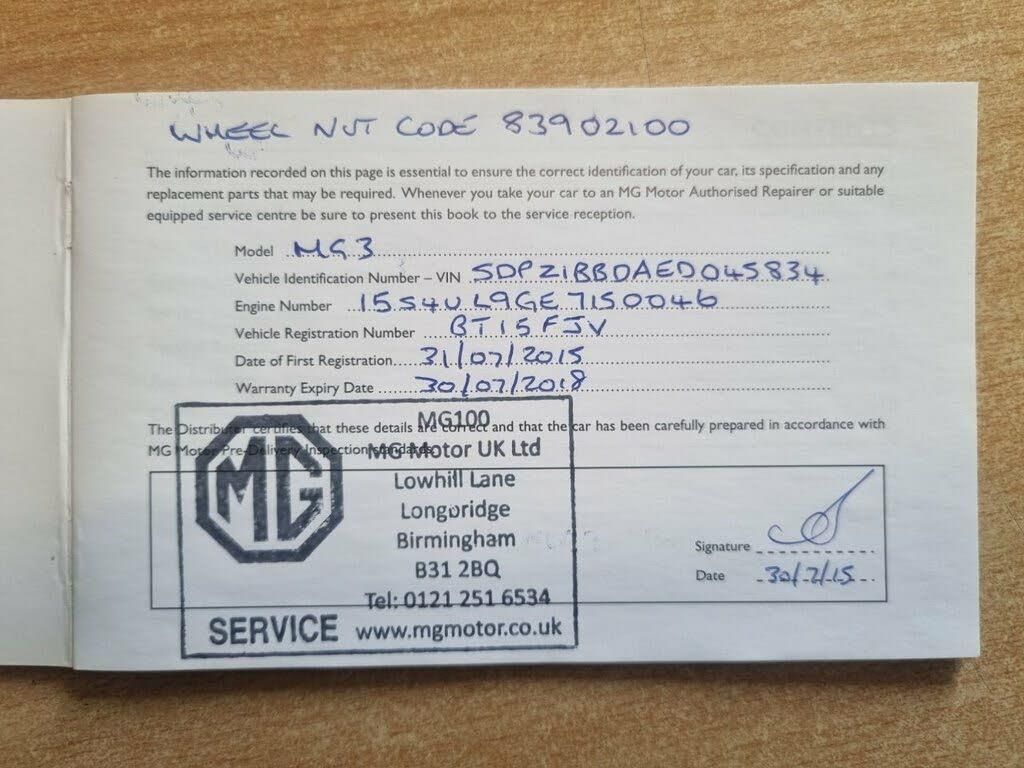 WHEEL NUT CODE 83902100
The information recorded on this page is essential to ensure the correct identification of your car, its specification and any
replacement parts that may be required. Whenever you take your car to an MG Motor Authorised Repairer or suitable
equipped service centre be sure to present this book to the service reception.
Model MG3
Vehicle Identification Number – VIN SDPZ1BBDAED045834
Engine Number 15S4U L9GE7150046
Vehicle Registration Number BT15FJV
Date of First Registration 31/07/2015
Warranty Expiry Date 30/07/2018
The Distributor certifies that these details are correct and that the car has been carefully prepared in accordance with
MG Motor Pre-Delivery Inspection standards.
MG100
MG Motor UK Ltd
Lowhill Lane
Longbridge
Birmingham
B31 2BQ
Tel: 0121 251 6534
www.mgmotor.co.uk
MG
SERVICE
Signature
Date 30/7/15